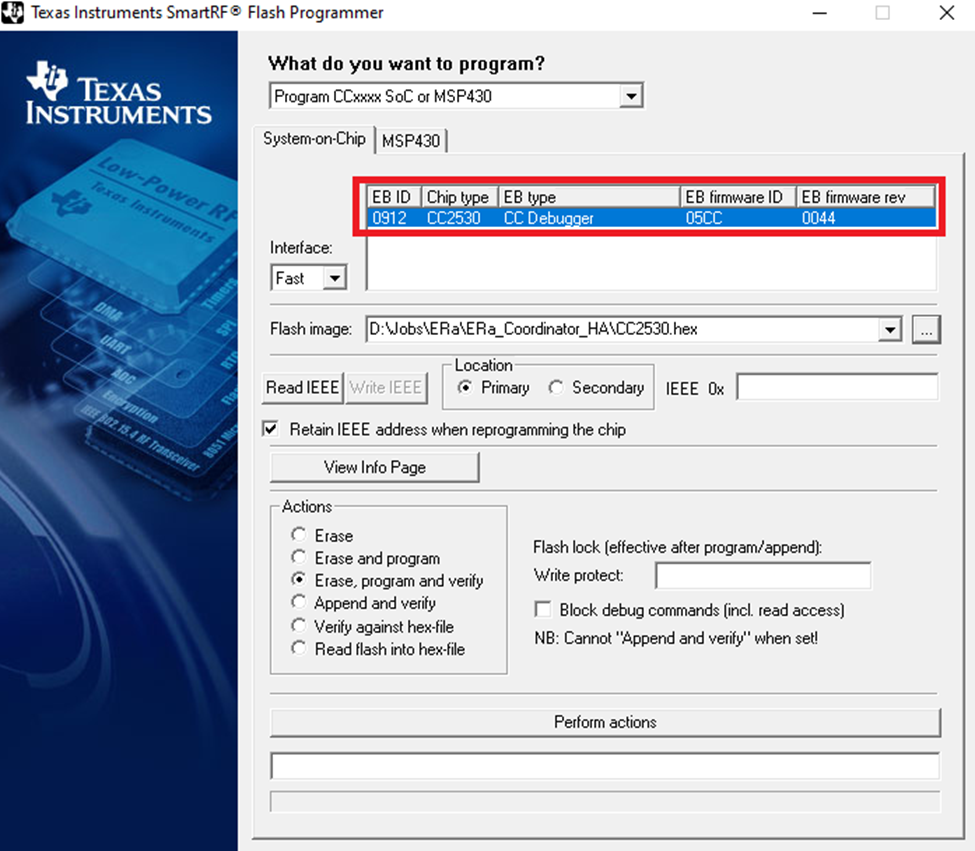 Texas Instruments SmartRF® Flash Programmer
TEXAS
INSTRUMENTS
Low-Power RF
Texas Instruments
DMA
UART
ADC
Encryption
IEEE 802.15.4 RF Transceiver
Timers
SPI
8051 Mic
What do you want to program?
Program CCxxxx SoC or MSP430
System-on-Chip MSP430
EB ID Chip type EB type EB firmware ID EB firmware rev
0912 CC2530 CC Debugger 05CC 0044
Interface:
Fast
Flash image: D:\Jobs\ERa\ERa_Coordinator_HA\CC2530.hex ...
Location
Read IEEE Write IEEE Primary Secondary IEEE 0x
Retain IEEE address when reprogramming the chip
View Info Page
Actions
Erase
Erase and program
Erase, program and verify
Append and verify
Verify against hex-file
Read flash into hex-file
Flash lock (effective after program/append):
Write protect:
Block debug commands (incl. read access)
NB: Cannot "Append and verify" when set!
Perform actions